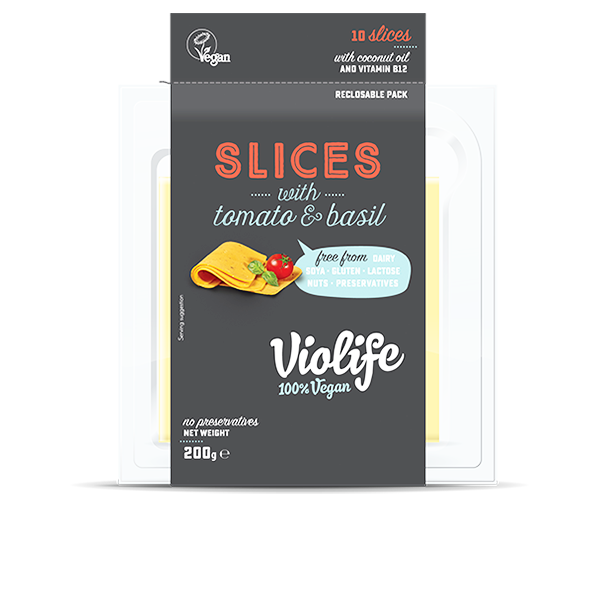 Vegan
10 slices
with coconut oil
AND VITAMIN B12
RECLOSABLE PACK
SLICES
with
tomato & basil
free from DAIRY
SOYA · GLUTEN · LACTOSE
NUTS · PRESERVATIVES
Serving suggestion
Violife
100% Vegan
no preservatives
NET WEIGHT
200g ℮